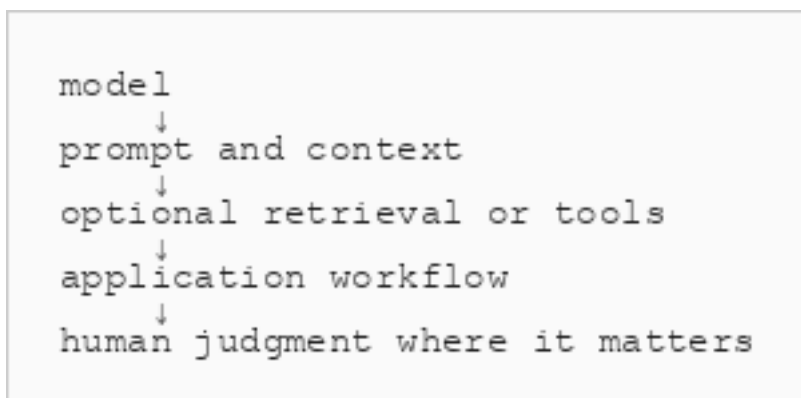 model
↓
prompt and context
↓
optional retrieval or tools
↓
application workflow
↓
human judgment where it matters